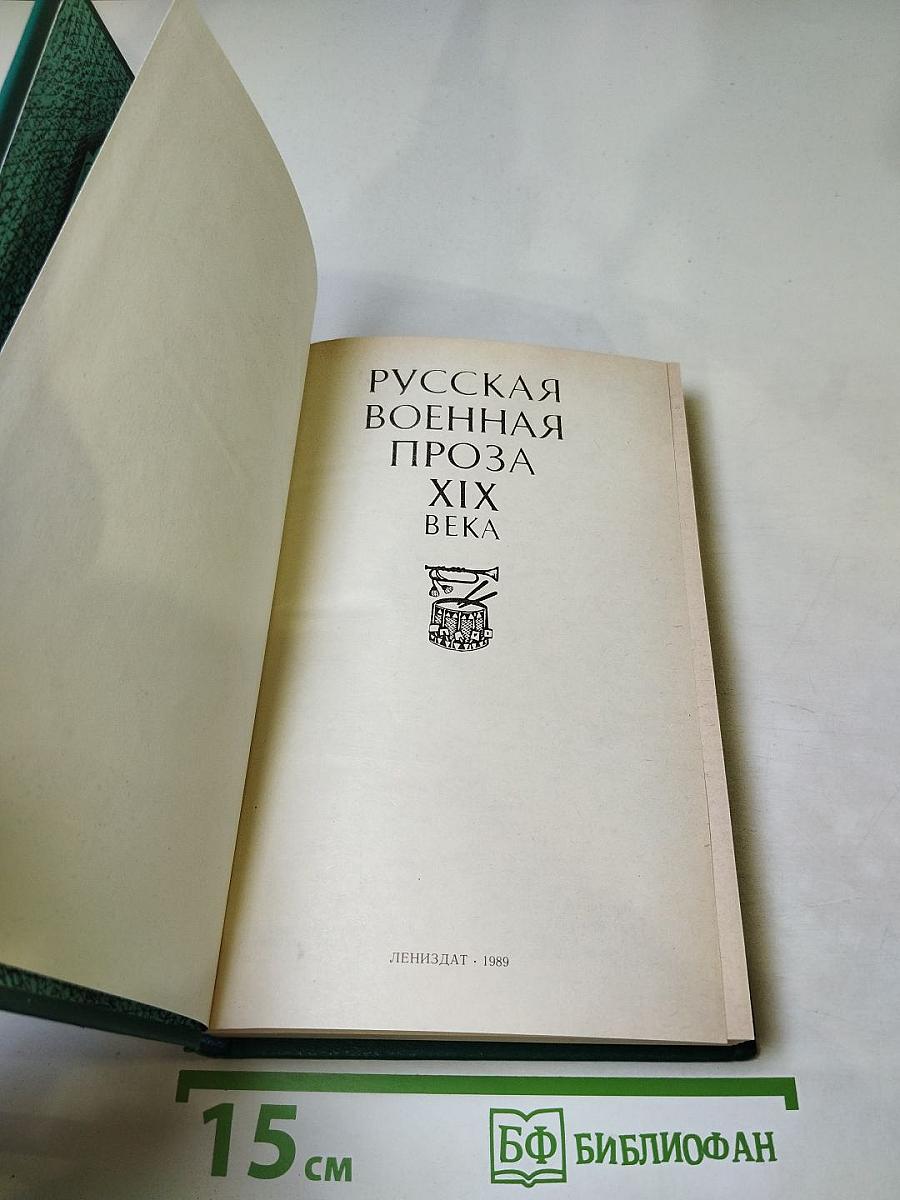 РУССКАЯ
ВОЕННАЯ
ПРОЗА
XIX
ВЕКА
ЛЕНИЗДАТ · 1989
15 см
БФ БИБЛИОФАН